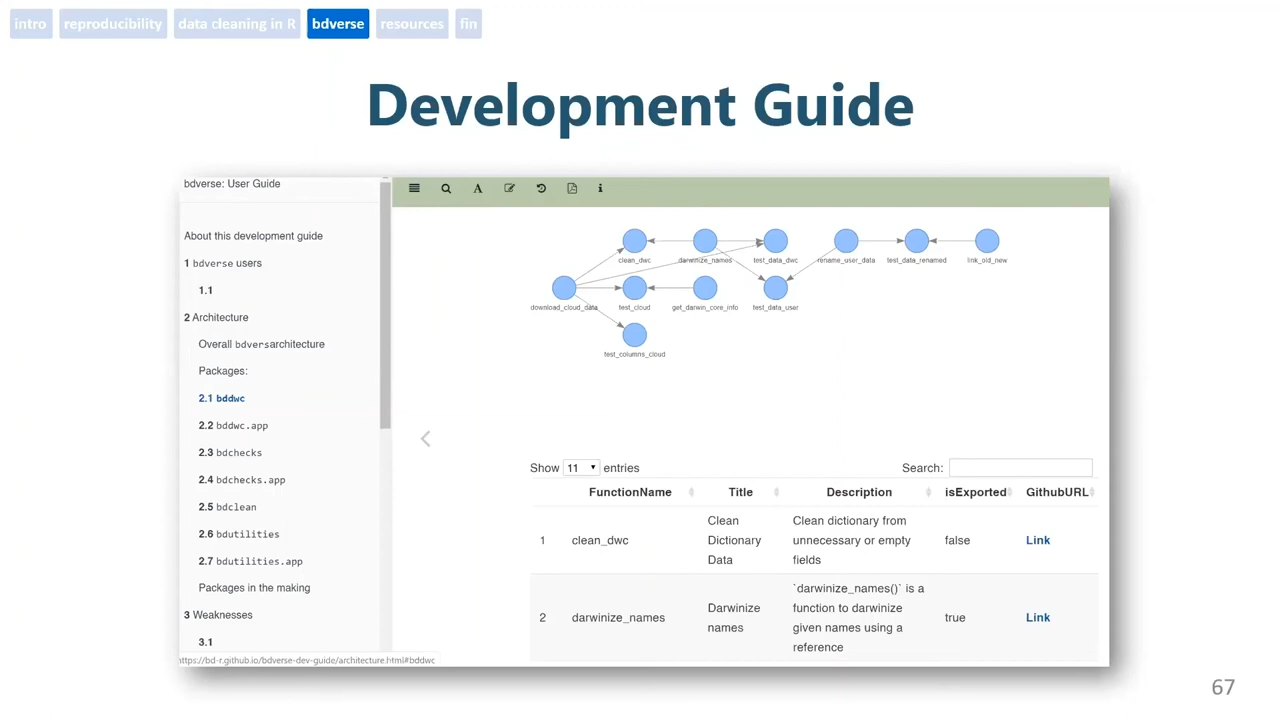 intro reproducibility data cleaning in R bdverse resources fin
Development Guide
bdverse: User Guide
About this development guide
1 bdverse users
1.1
2 Architecture
Overall bdversarchitecture
Packages:
2.1 bddwc
2.2 bddwc.app
2.3 bdchecks
2.4 bdchecks.app
2.5 bdclean
2.6 bdutilities
2.7 bdutilities.app
Packages in the making
3 Weaknesses
3.1
https://bd-r.github.io/bdverse-dev-guide/architecture.html#bddwc
clean_dwc darwinize_names test_data_dwc rename_user_data test_data_renamed link_old_new
download_cloud_data test_cloud get_darwin_core_info test_data_user
test_columns_cloud
Show 11 entries Search:
FunctionName Title Description isExported GithubURL
1 clean_dwc Clean Dictionary Data Clean dictionary from unnecessary or empty fields false Link
2 darwinize_names Darwinize names `darwinize_names()` is a function to darwinize given names using a reference true Link
67